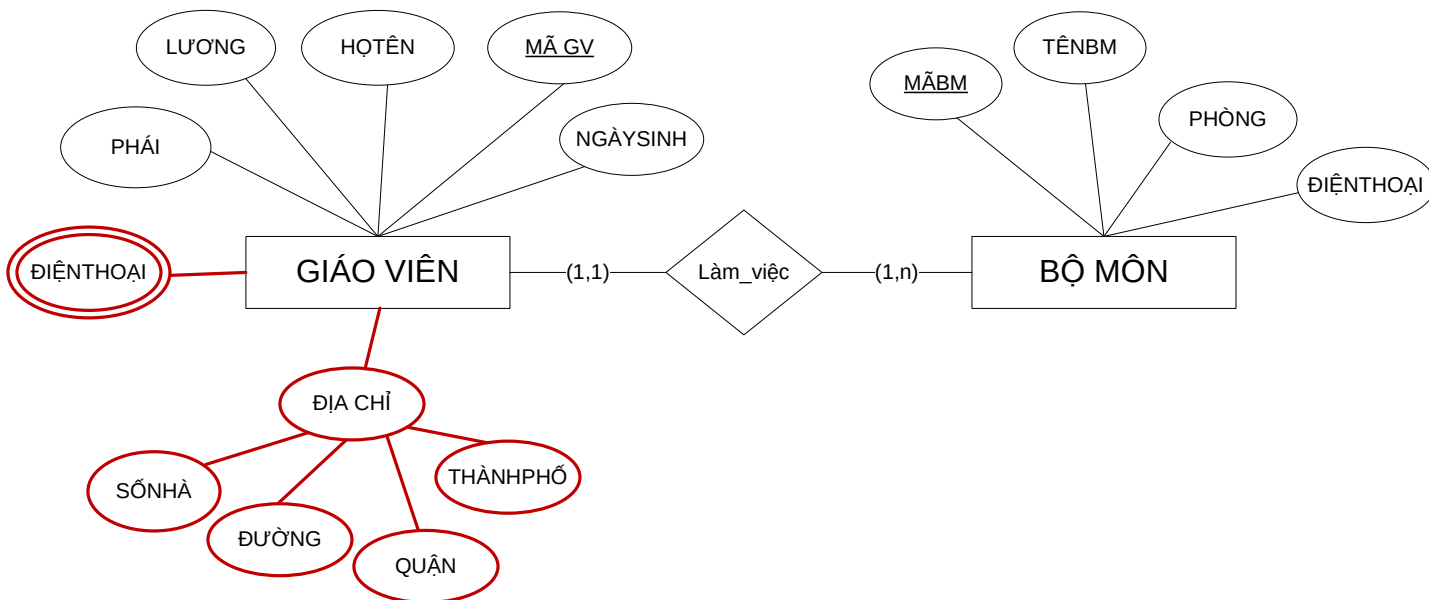 LƯƠNG
HỌTÊN
MÃ GV
TÊNBM
MÃBM
PHÒNG
PHÁI
NGÀYSINH
ĐIỆNTHOẠI
ĐIỆNTHOẠI
GIÁO VIÊN
(1,1)
Làm_việc
(1,n)
BỘ MÔN
ĐỊA CHỈ
THÀNHPHỐ
SỐNHÀ
ĐƯỜNG
QUẬN